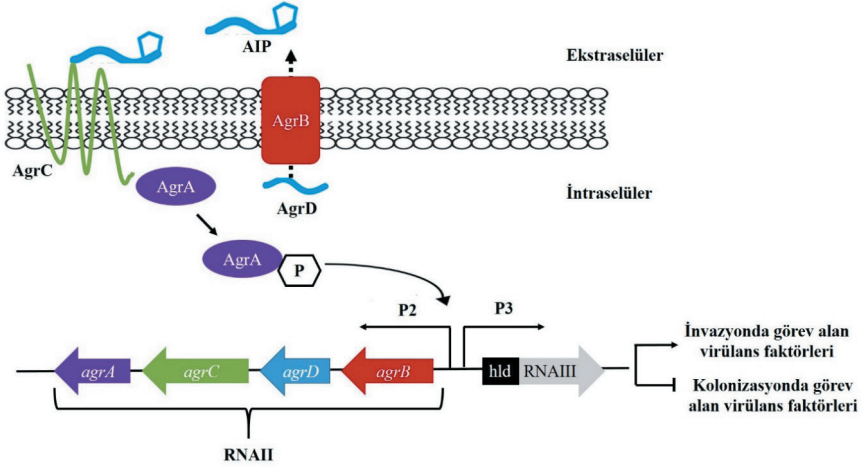 AIP
Ekstraselüler
AgrB
AgrC
AgrA
AgrD
İntraselüler
AgrA
P
P2
P3
agrA
agrC
agrD
agrB
hld
RNAIII
İnvazyonda görev alan
virülans faktörleri
Kolonizasyonda görev
alan virülans faktörleri
RNAII